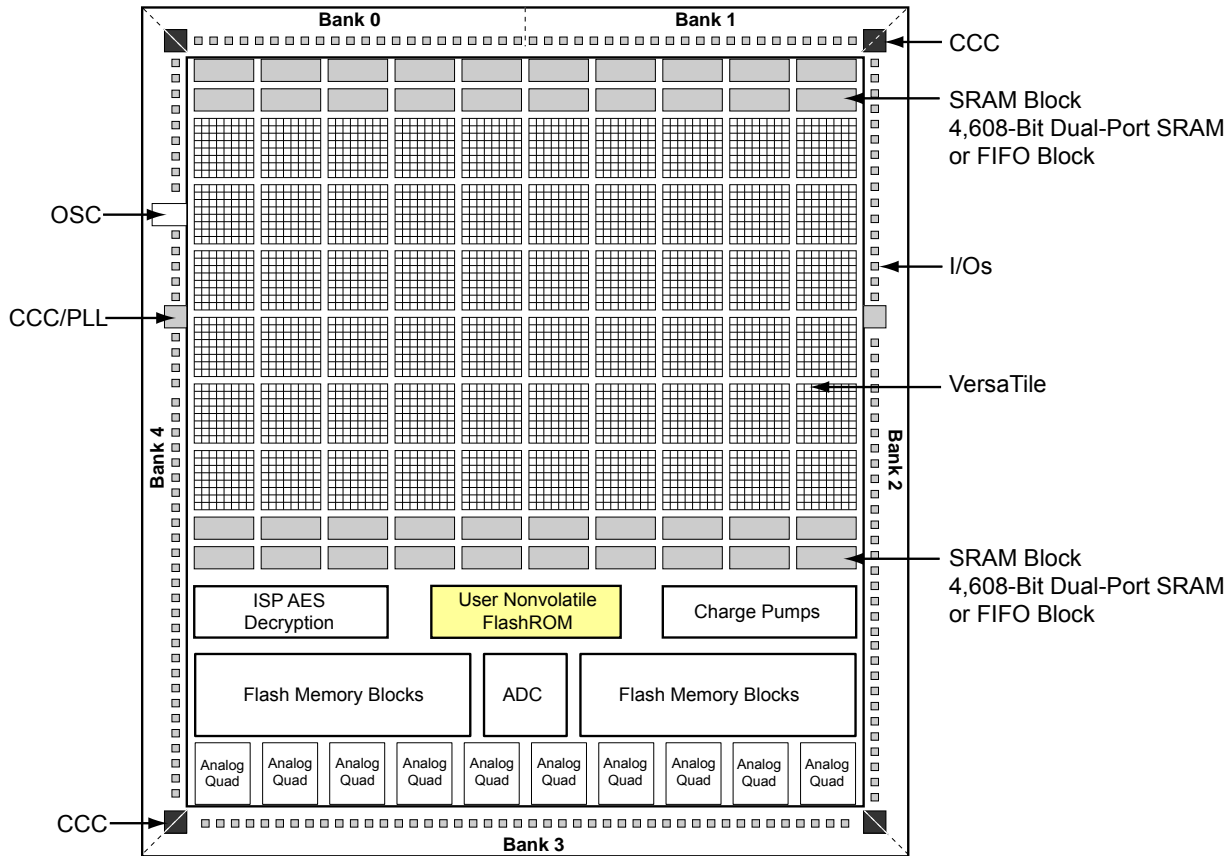 Bank 0
Bank 1
CCC
SRAM Block
4,608-Bit Dual-Port SRAM
or FIFO Block
OSC
I/Os
CCC/PLL
VersaTile
Bank 4
Bank 2
SRAM Block
4,608-Bit Dual-Port SRAM
or FIFO Block
ISP AES
Decryption
User Nonvolatile
FlashROM
Charge Pumps
Flash Memory Blocks
ADC
Flash Memory Blocks
Analog
Quad
Analog
Quad
Analog
Quad
Analog
Quad
Analog
Quad
Analog
Quad
Analog
Quad
Analog
Quad
Analog
Quad
Analog
Quad
CCC
Bank 3